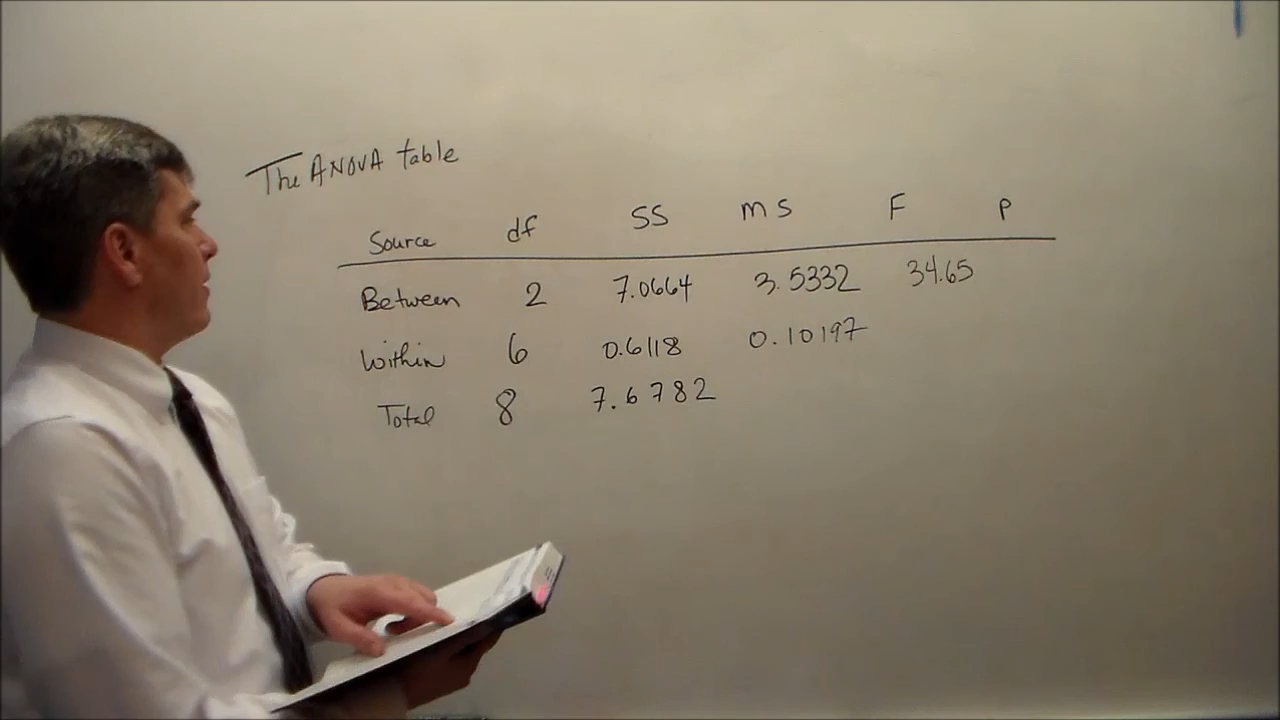 The ANOVA table
Source df SS MS F P
Between 2 7.0664 3.5332 34.65
Within 6 0.6118 0.10197
Total 8 7.6782